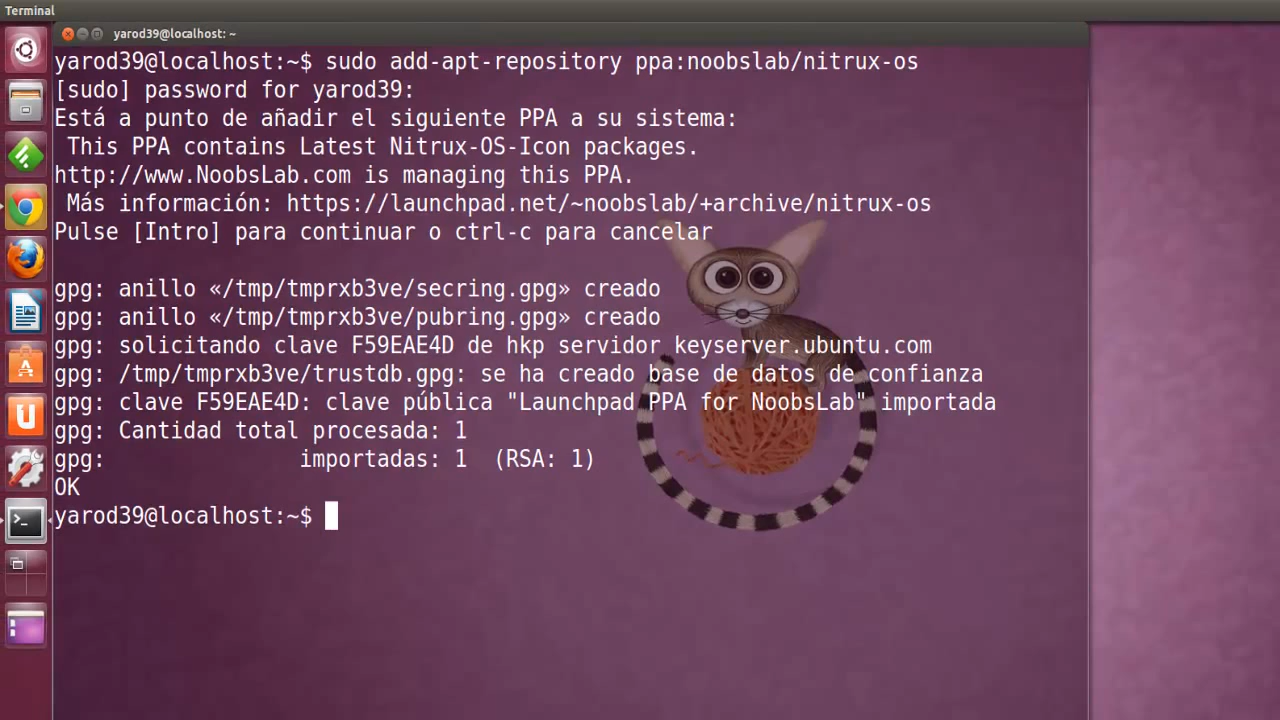 Terminal
yarod39@localhost: ~
yarod39@localhost:~$ sudo add-apt-repository ppa:noobslab/nitrux-os
[sudo] password for yarod39:
Está a punto de añadir el siguiente PPA a su sistema:
This PPA contains Latest Nitrux-OS-Icon packages.
http://www.NoobsLab.com is managing this PPA.
Más información: https://launchpad.net/~noobslab/+archive/nitrux-os
Pulse [Intro] para continuar o ctrl-c para cancelar
gpg: anillo «/tmp/tmprxb3ve/secring.gpg» creado
gpg: anillo «/tmp/tmprxb3ve/pubring.gpg» creado
gpg: solicitando clave F59EAE4D de hkp servidor keyserver.ubuntu.com
gpg: /tmp/tmprxb3ve/trustdb.gpg: se ha creado base de datos de confianza
gpg: clave F59EAE4D: clave pública "Launchpad PPA for NoobsLab" importada
gpg: Cantidad total procesada: 1
gpg:               importadas: 1  (RSA: 1)
OK
yarod39@localhost:~$